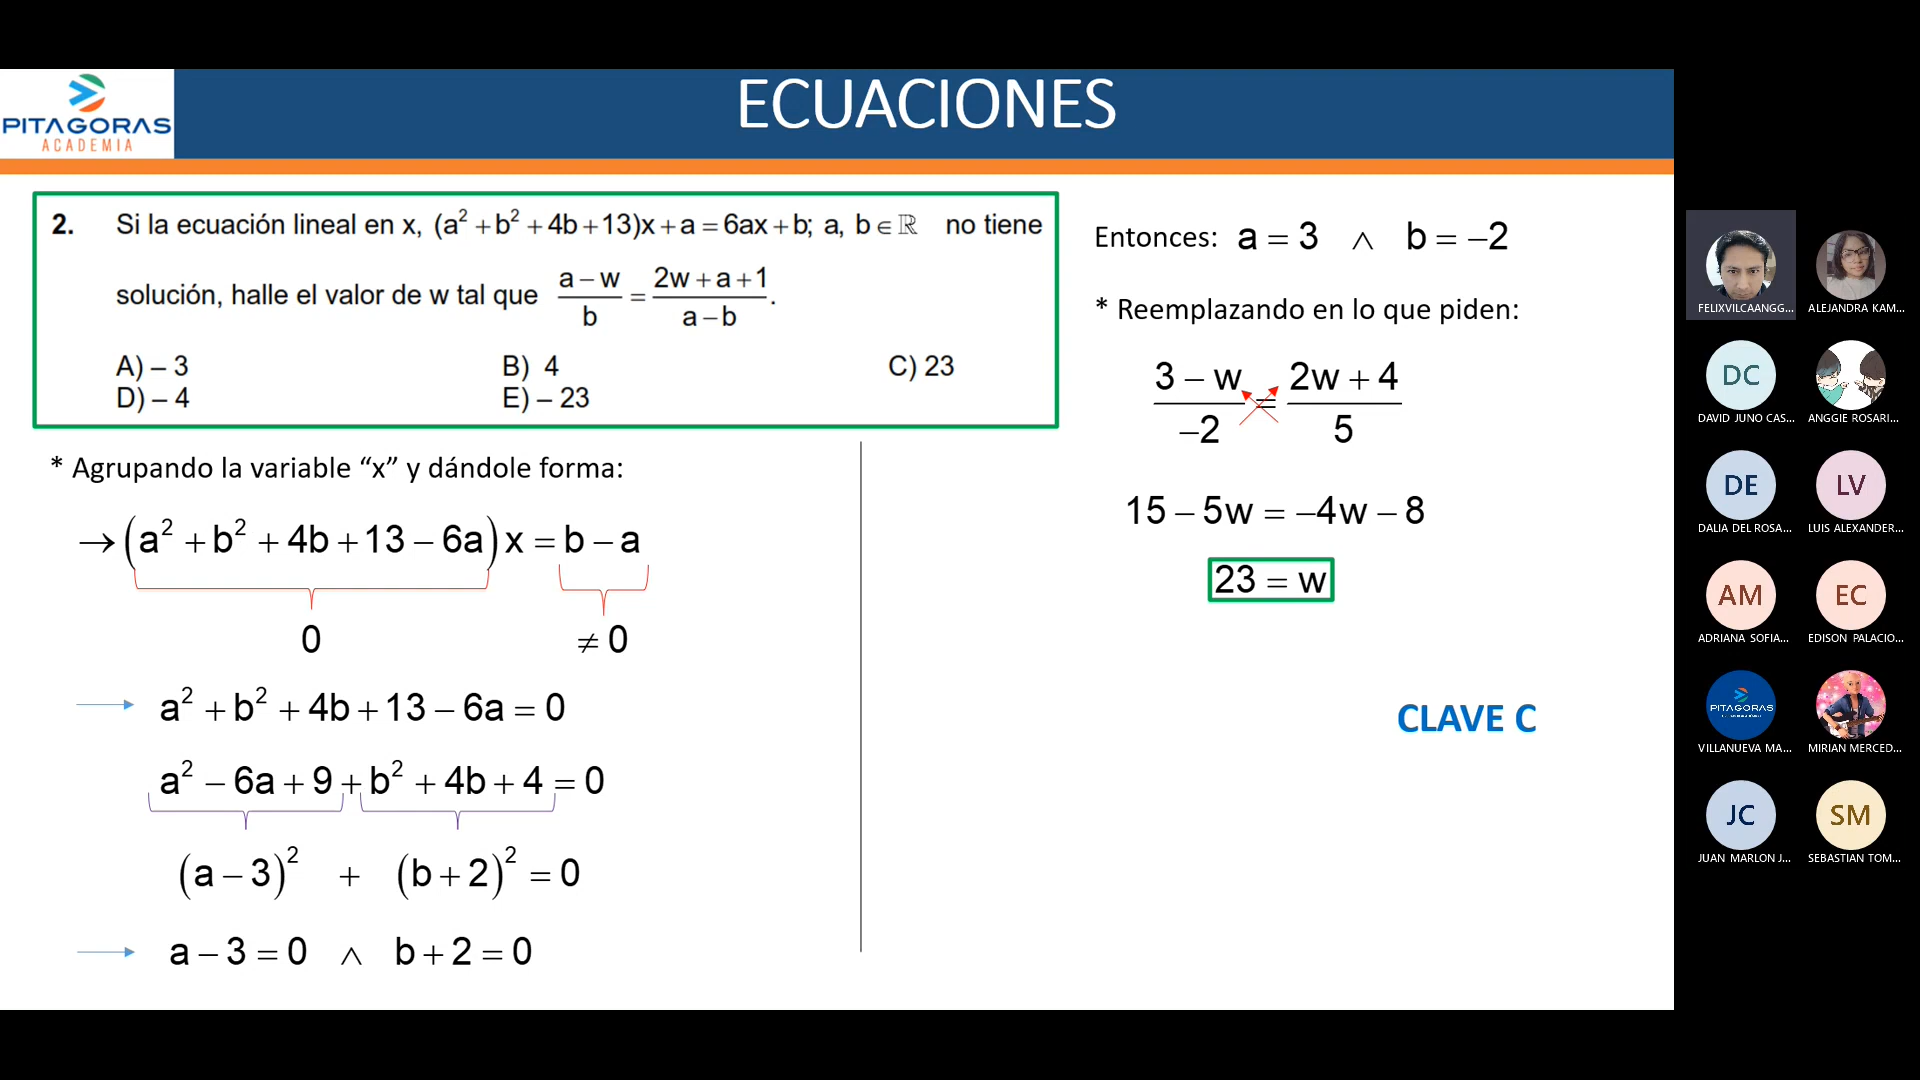 PITAGORAS
ACADEMIA
ECUACIONES
2. Si la ecuación lineal en x, (a² + b² + 4b + 13)x + a = 6ax + b; a, b ∈ ℝ no tiene
solución, halle el valor de w tal que (a − w)/b = (2w + a + 1)/(a − b).
A) – 3 B) 4 C) 23
D) – 4 E) – 23
* Agrupando la variable “x” y dándole forma:
→ (a² + b² + 4b + 13 − 6a) x = b − a
0 ≠ 0
a² + b² + 4b + 13 − 6a = 0
a² − 6a + 9 + b² + 4b + 4 = 0
(a − 3)² + (b + 2)² = 0
a − 3 = 0 ∧ b + 2 = 0
Entonces: a = 3 ∧ b = −2
* Reemplazando en lo que piden:
(3 − w)/−2 = (2w + 4)/5
15 − 5w = −4w − 8
23 = w
CLAVE C
FELIXVILCAANGG...
ALEJANDRA KAM...
DC
DAVID JUNO CAS...
ANGGIE ROSARI...
DE
DALIA DEL ROSA...
LV
LUIS ALEXANDER...
AM
ADRIANA SOFIA...
EC
EDISON PALACIO...
PITAGORAS
VILLANUEVA MA...
MIRIAN MERCED...
JC
JUAN MARLON J...
SM
SEBASTIAN TOM...